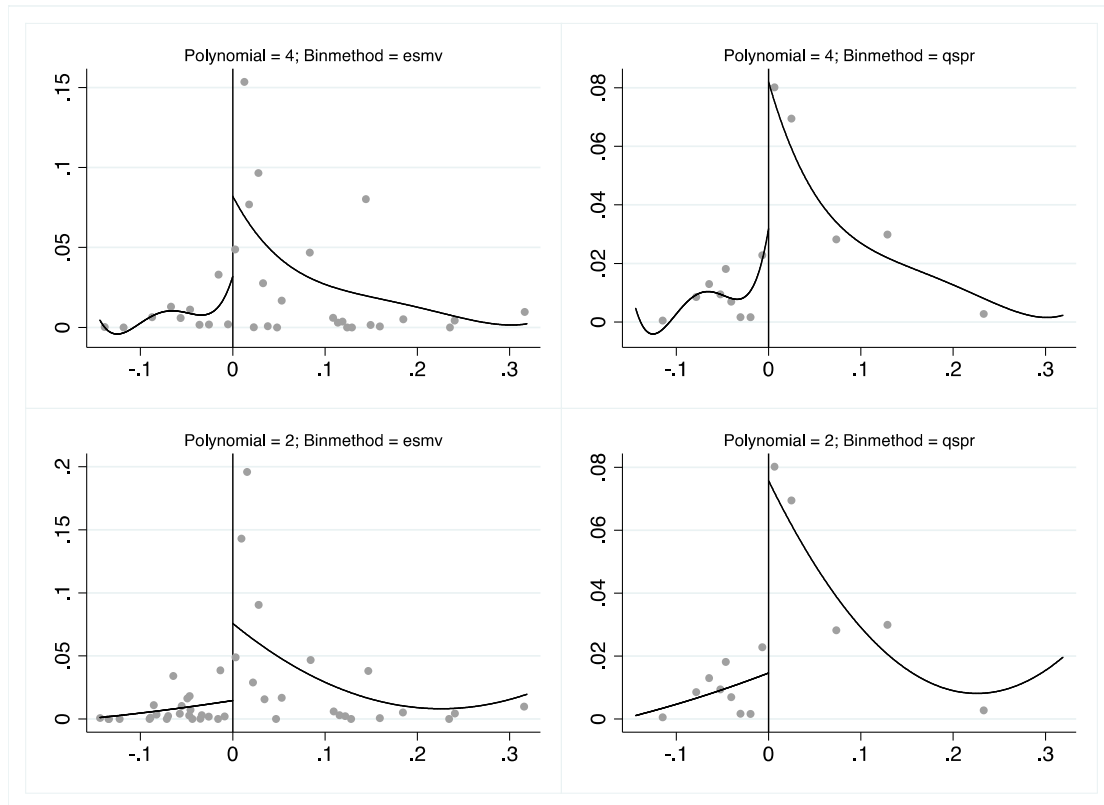 Polynomial = 4; Binmethod = esmv
.15
.1
.05
0
-.1 0 .1 .2 .3
Polynomial = 4; Binmethod = qspr
.08
.06
.04
.02
0
-.1 0 .1 .2 .3
Polynomial = 2; Binmethod = esmv
.2
.15
.1
.05
0
-.1 0 .1 .2 .3
Polynomial = 2; Binmethod = qspr
.08
.06
.04
.02
0
-.1 0 .1 .2 .3